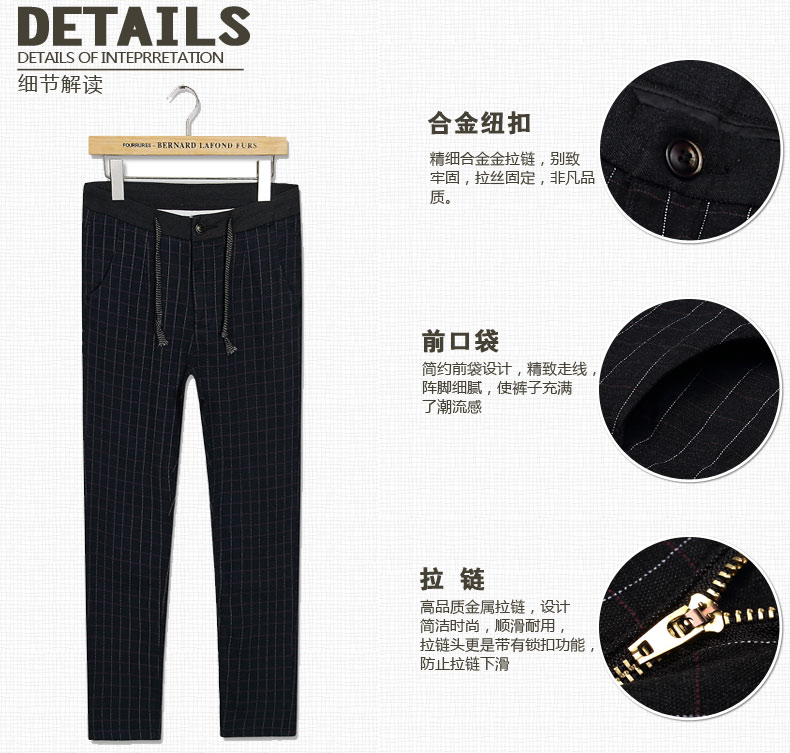 DETAILS
DETAILS OF INTEPRRETATION
细节解读
POURRURES - BERNARD LAFOND FURS
合金纽扣
精细合金金拉链，别致
牢固，拉丝固定，非凡品
质。
前口袋
简约前袋设计，精致走线，
阵脚细腻，使裤子充满
了潮流感
拉 链
高品质金属拉链，设计
简洁时尚，顺滑耐用，
拉链头更是带有锁扣功能，
防止拉链下滑